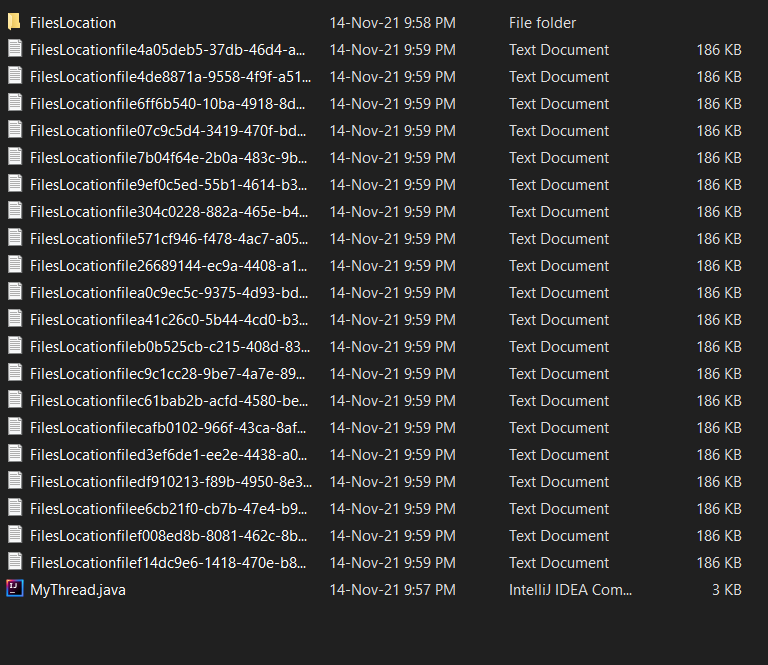 FilesLocation 14-Nov-21 9:58 PM File folder
FilesLocationfile4a05deb5-37db-46d4-a... 14-Nov-21 9:59 PM Text Document 186 KB
FilesLocationfile4de8871a-9558-4f9f-a51... 14-Nov-21 9:59 PM Text Document 186 KB
FilesLocationfile6ff6b540-10ba-4918-8d... 14-Nov-21 9:59 PM Text Document 186 KB
FilesLocationfile07c9c5d4-3419-470f-bd... 14-Nov-21 9:59 PM Text Document 186 KB
FilesLocationfile7b04f64e-2b0a-483c-9b... 14-Nov-21 9:59 PM Text Document 186 KB
FilesLocationfile9ef0c5ed-55b1-4614-b3... 14-Nov-21 9:59 PM Text Document 186 KB
FilesLocationfile304c0228-882a-465e-b4... 14-Nov-21 9:59 PM Text Document 186 KB
FilesLocationfile571cf946-f478-4ac7-a05... 14-Nov-21 9:59 PM Text Document 186 KB
FilesLocationfile26689144-ec9a-4408-a1... 14-Nov-21 9:59 PM Text Document 186 KB
FilesLocationfilea0c9ec5c-9375-4d93-bd... 14-Nov-21 9:59 PM Text Document 186 KB
FilesLocationfilea41c26c0-5b44-4cd0-b3... 14-Nov-21 9:59 PM Text Document 186 KB
FilesLocationfileb0b525cb-c215-408d-83... 14-Nov-21 9:59 PM Text Document 186 KB
FilesLocationfilec9c1cc28-9be7-4a7e-89... 14-Nov-21 9:59 PM Text Document 186 KB
FilesLocationfilec61bab2b-acfd-4580-be... 14-Nov-21 9:59 PM Text Document 186 KB
FilesLocationfilecafb0102-966f-43ca-8af... 14-Nov-21 9:59 PM Text Document 186 KB
FilesLocationfiled3ef6de1-ee2e-4438-a0... 14-Nov-21 9:59 PM Text Document 186 KB
FilesLocationfiledf910213-f89b-4950-8e3... 14-Nov-21 9:59 PM Text Document 186 KB
FilesLocationfilee6cb21f0-cb7b-47e4-b9... 14-Nov-21 9:59 PM Text Document 186 KB
FilesLocationfilef008ed8b-8081-462c-8b... 14-Nov-21 9:59 PM Text Document 186 KB
FilesLocationfilef14dc9e6-1418-470e-b8... 14-Nov-21 9:59 PM Text Document 186 KB
IJ MyThread.java 14-Nov-21 9:57 PM IntelliJ IDEA Com... 3 KB